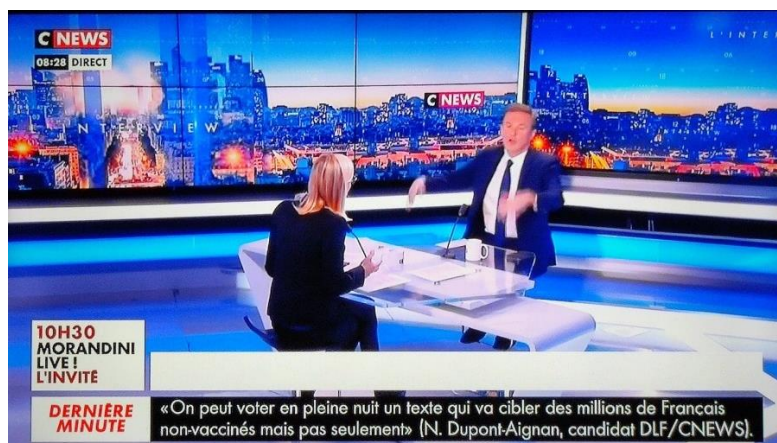 C NEWS
08:28 DIRECT
L'INTE
C NEWS
L'INTERVIEW
10H30
MORANDINI
LIVE !
L'INVITÉ
DERNIÈRE
MINUTE
«On peut voter en pleine nuit un texte qui va cibler des millions de Français
non-vaccinés mais pas seulement» (N. Dupont-Aignan, candidat DLF/CNEWS).